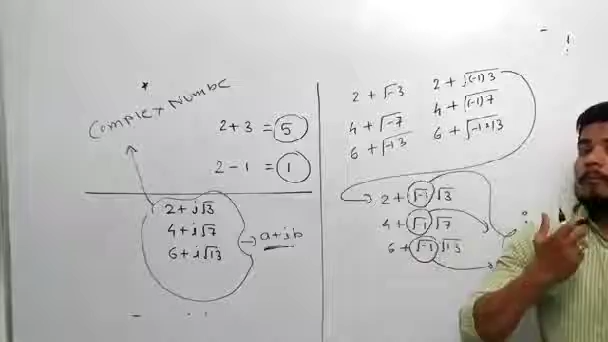 Complex Numbe
2 + 3 = 5
2 - 1 = 1
2 + i√3
4 + i√7
6 + i√13
a + ib
2 + √-3
4 + √-7
6 + √-13
2 + √(-1)3
4 + √(-1)7
6 + √-1×13
2 + √-1 √3
4 + √-1 √7
6 + √-1 √13
i